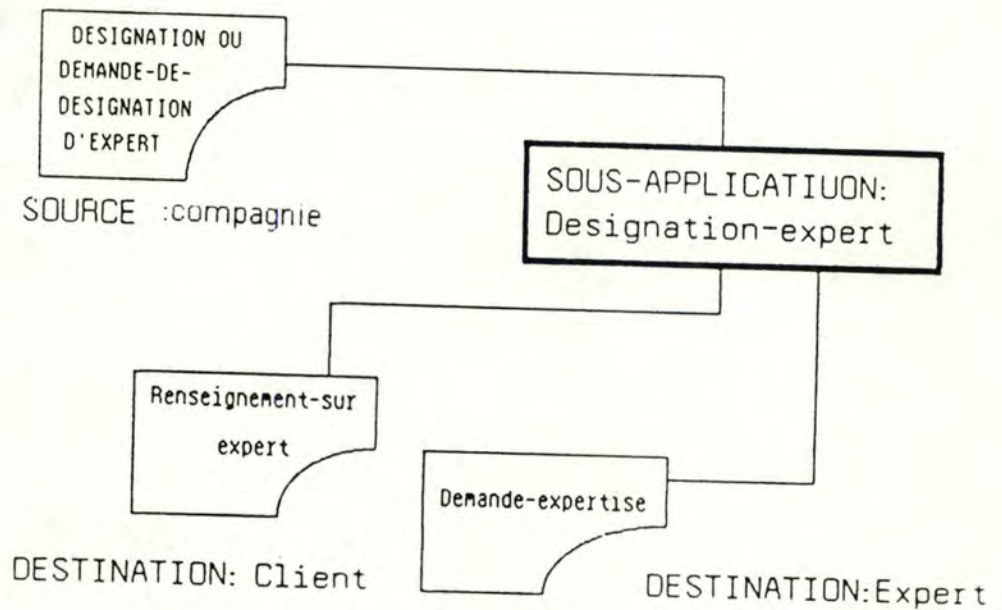 DESIGNATION OU
DEMANDE-DE-
DESIGNATION
D'EXPERT
SOURCE :compagnie
SOUS-APPLICATIUON:
Designation-expert
Renseignement-sur
expert
Demande-expertise
DESTINATION: Client
DESTINATION:Expert